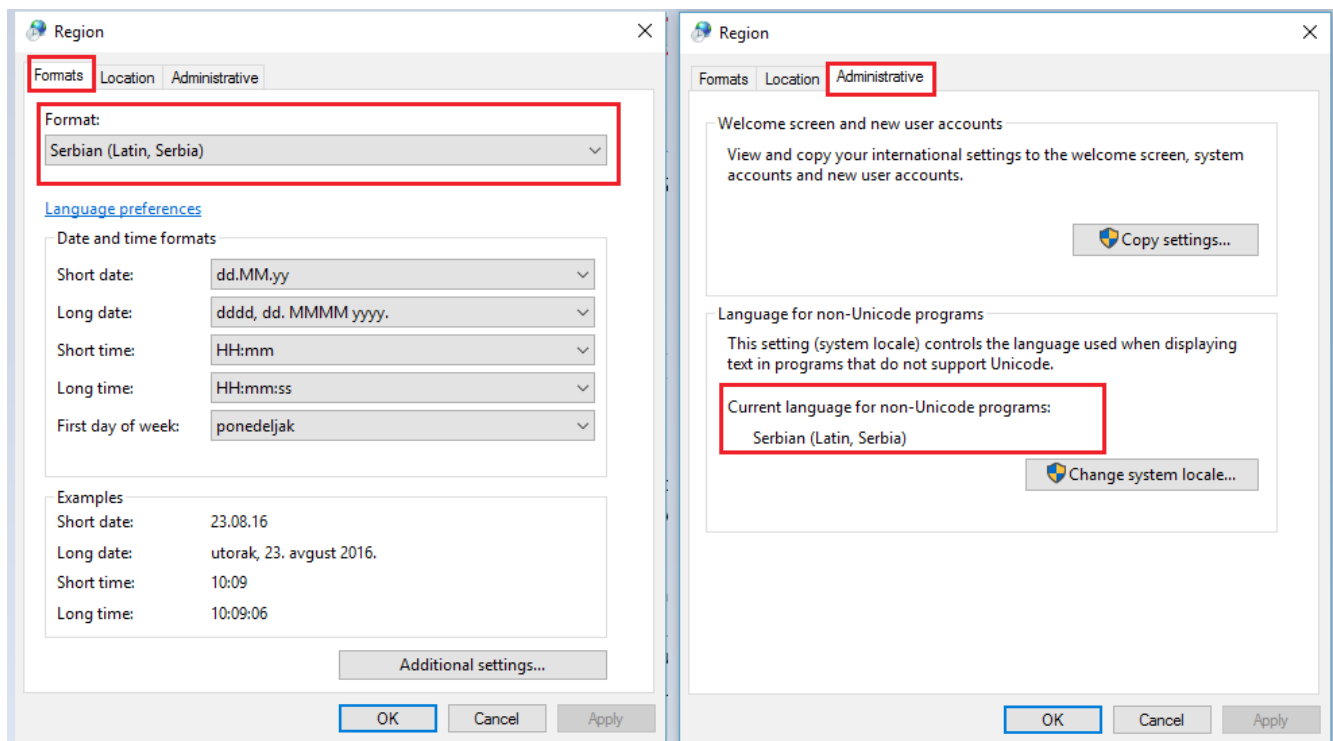 Region
Formats Location Administrative
Format:
Serbian (Latin, Serbia)
Language preferences
Date and time formats
Short date: dd.MM.yy
Long date: dddd, dd. MMMM yyyy.
Short time: HH:mm
Long time: HH:mm:ss
First day of week: ponedeljak
Examples
Short date: 23.08.16
Long date: utorak, 23. avgust 2016.
Short time: 10:09
Long time: 10:09:06
Additional settings...
OK Cancel Apply
Region
Formats Location Administrative
Welcome screen and new user accounts
View and copy your international settings to the welcome screen, system
accounts and new user accounts.
Copy settings...
Language for non-Unicode programs
This setting (system locale) controls the language used when displaying
text in programs that do not support Unicode.
Current language for non-Unicode programs:
Serbian (Latin, Serbia)
Change system locale...
OK Cancel Apply